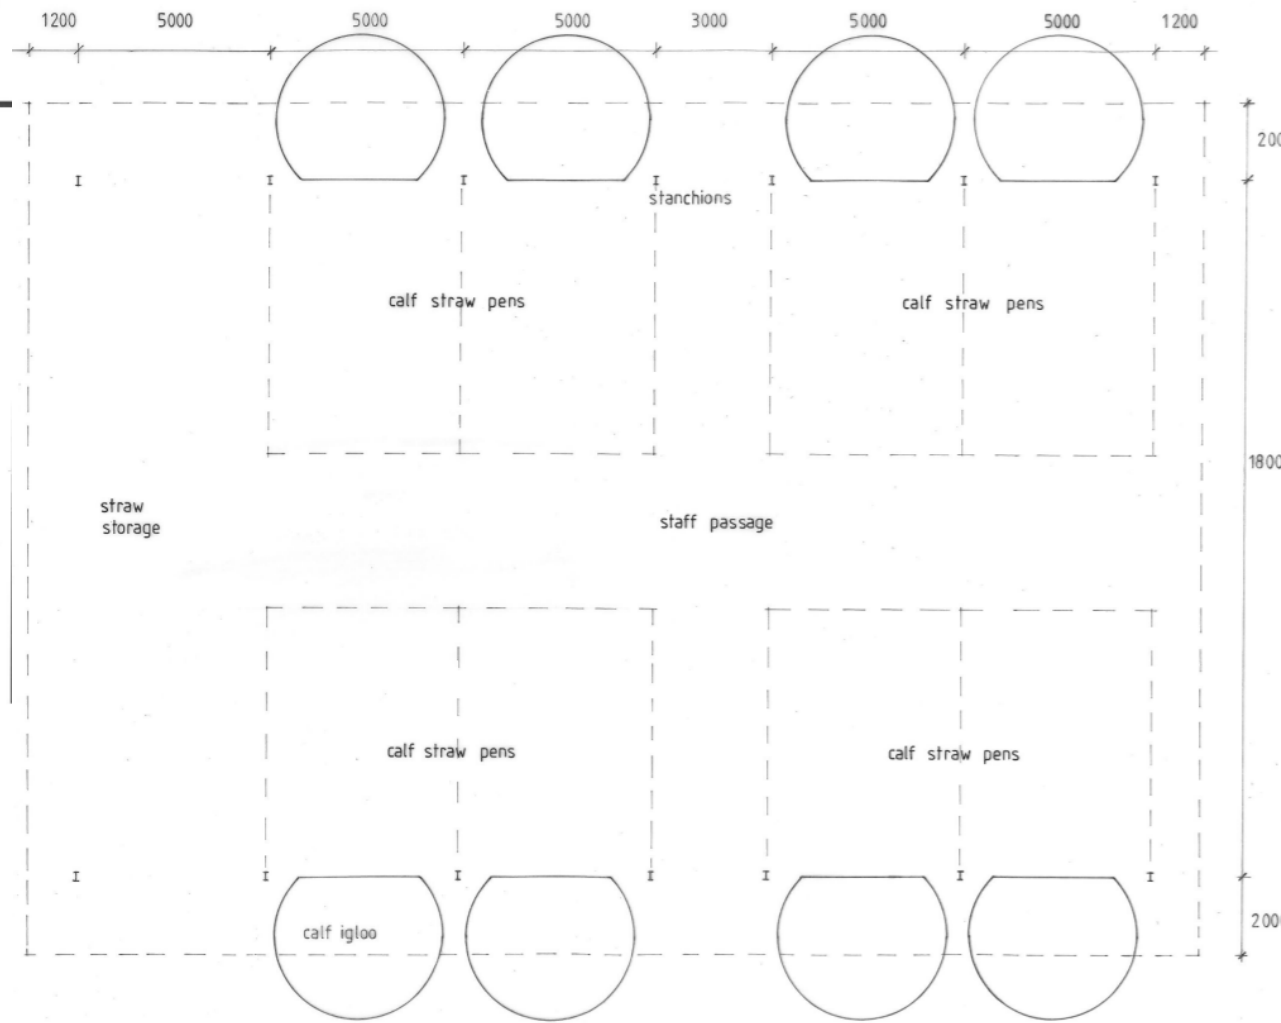 1200 5000 5000 5000 3000 5000 5000 1200
200
stanchions
calf straw pens
calf straw pens
1800
straw
storage
staff passage
calf straw pens
calf straw pens
calf igloo
2000